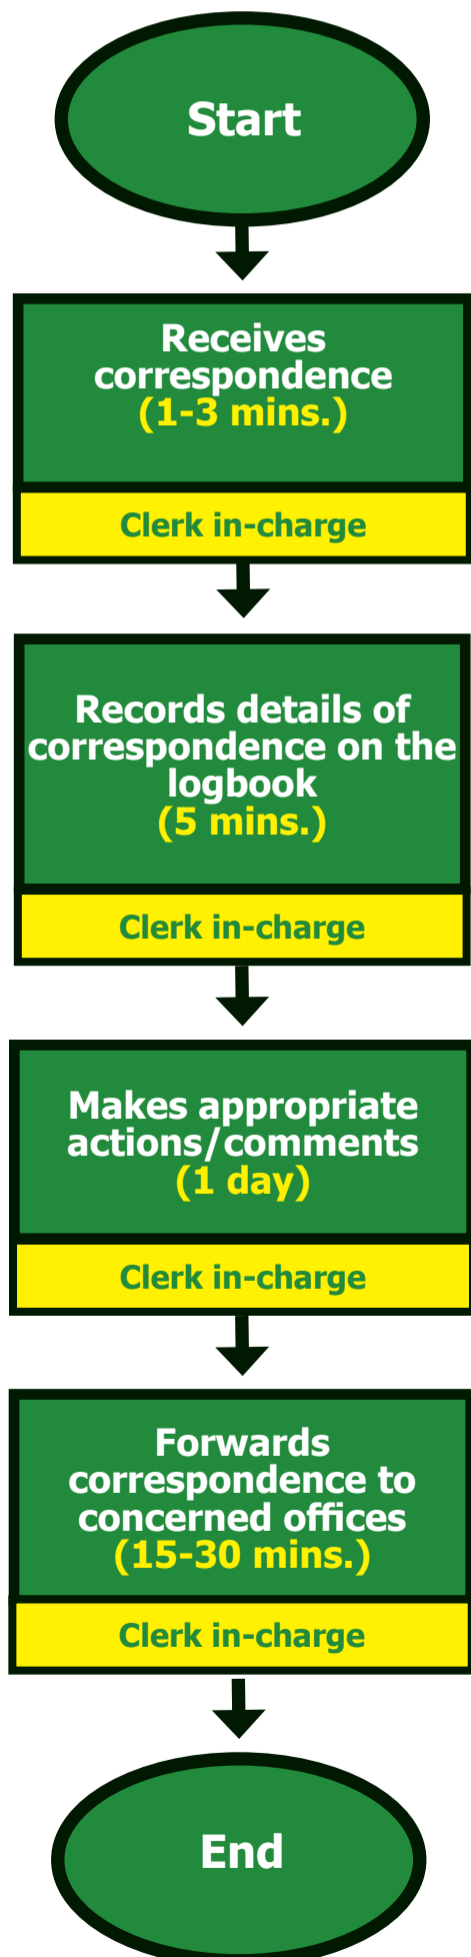 Start
Receives
correspondence
(1-3 mins.)
Clerk in-charge
Records details of
correspondence on the
logbook
(5 mins.)
Clerk in-charge
Makes appropriate
actions/comments
(1 day)
Clerk in-charge
Forwards
correspondence to
concerned offices
(15-30 mins.)
Clerk in-charge
End